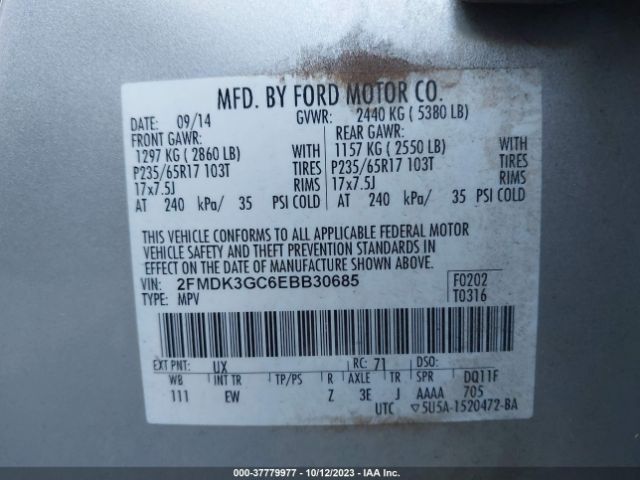 MFD. BY FORD MOTOR CO.
DATE: 09/14 GVWR: 2440 KG ( 5380 LB)
FRONT GAWR: REAR GAWR:
1297 KG ( 2860 LB) WITH 1157 KG ( 2550 LB) WITH
P235/65R17 103T TIRES P235/65R17 103T TIRES
17x7.5J RIMS 17x7.5J RIMS
AT 240 kPa/ 35 PSI COLD AT 240 kPa/ 35 PSI COLD
THIS VEHICLE CONFORMS TO ALL APPLICABLE FEDERAL MOTOR
VEHICLE SAFETY AND THEFT PREVENTION STANDARDS IN
EFFECT ON THE DATE OF MANUFACTURE SHOWN ABOVE.
VIN: 2FMDK3GC6EBB30685 F0202
TYPE: MPV T0316
EXT PNT: UX RC: 71 DSO:
WB INT TR TP/PS R AXLE TR SPR DQ11F
111 EW Z 3E J AAAA 705
UTC ▽5U5A-1520472-BA
000-37779977 - 10/12/2023 - IAA Inc.